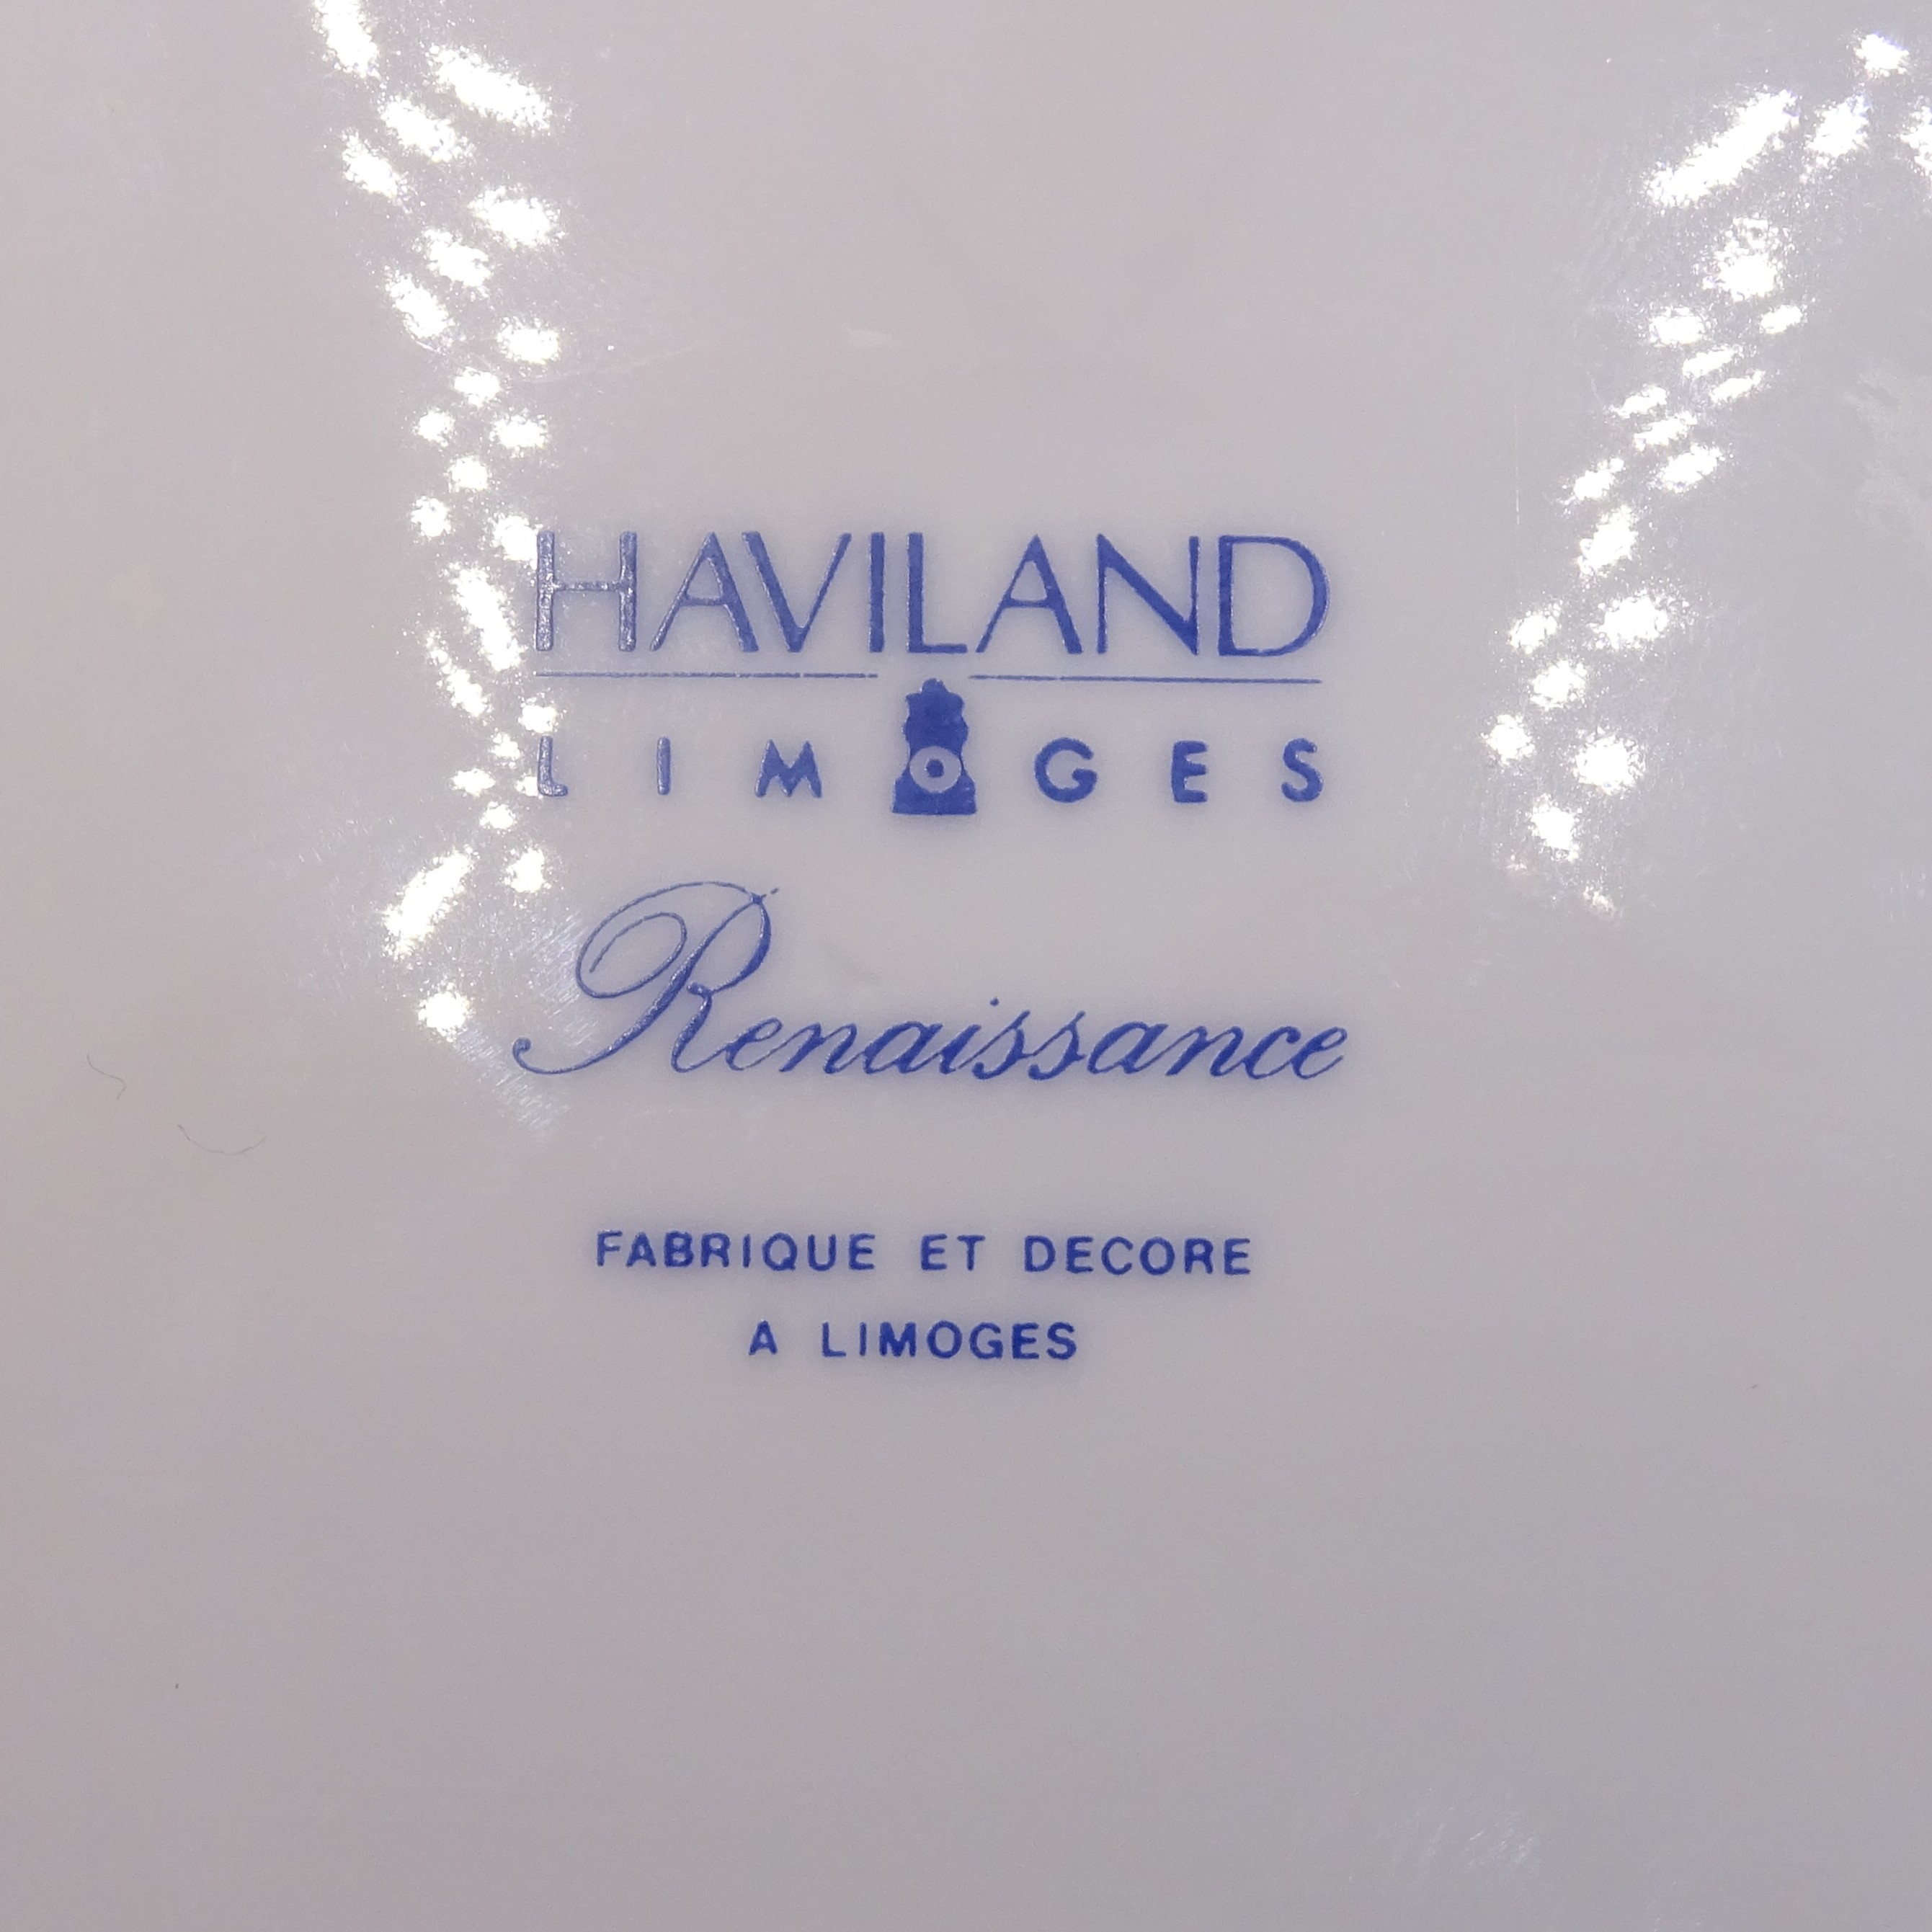 HAVILAND
LIMOGES
Renaissance
FABRIQUE ET DECORE
A LIMOGES